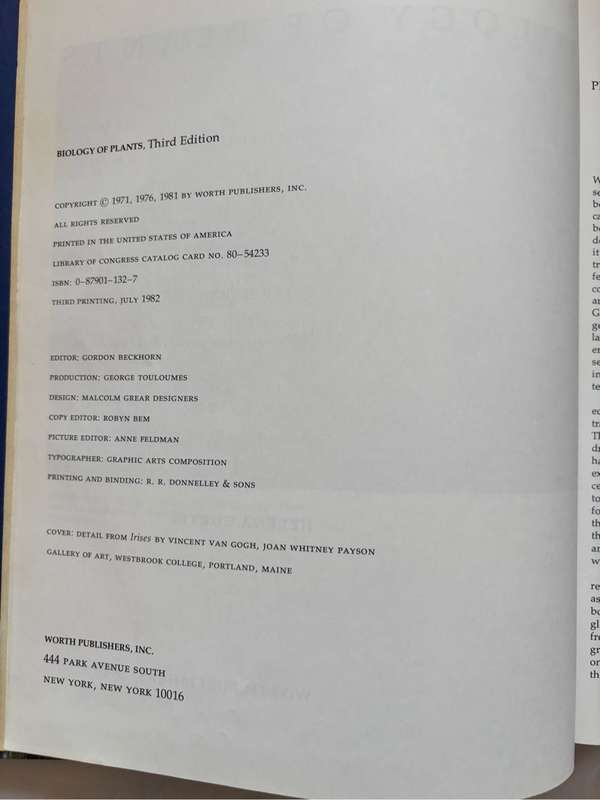 BIOLOGY OF PLANTS, Third Edition
COPYRIGHT © 1971, 1976, 1981 BY WORTH PUBLISHERS, INC.
ALL RIGHTS RESERVED
PRINTED IN THE UNITED STATES OF AMERICA
LIBRARY OF CONGRESS CATALOG CARD NO. 80–54233
ISBN: 0–87901–132–7
THIRD PRINTING, JULY 1982
EDITOR: GORDON BECKHORN
PRODUCTION: GEORGE TOULOUMES
DESIGN: MALCOLM GREAR DESIGNERS
COPY EDITOR: ROBYN BEM
PICTURE EDITOR: ANNE FELDMAN
TYPOGRAPHER: GRAPHIC ARTS COMPOSITION
PRINTING AND BINDING: R. R. DONNELLEY & SONS
COVER: DETAIL FROM Irises BY VINCENT VAN GOGH, JOAN WHITNEY PAYSON
GALLERY OF ART, WESTBROOK COLLEGE, PORTLAND, MAINE
WORTH PUBLISHERS, INC.
444 PARK AVENUE SOUTH
NEW YORK, NEW YORK 10016